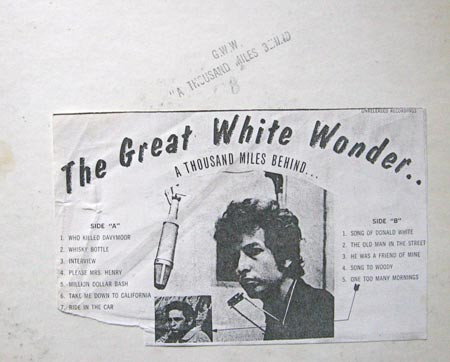 G.W.W.
"A THOUSAND MILES BEHIND
8
UNRELEASED RECORDINGS
The Great White Wonder..
A THOUSAND MILES BEHIND...
SIDE "A"
1. WHO KILLED DAVYMOOR
2. WHISKY BOTTLE
3. INTERVIEW
4. PLEASE MRS. HENRY
5. MILLION DOLLAR BASH
6. TAKE ME DOWN TO CALIFORNIA
7. RIDE IN THE CAR
SIDE "B"
1. SONG OF DONALD WHITE
2. THE OLD MAN IN THE STREET
3. HE WAS A FRIEND OF MINE
4. SONG TO WOODY
5. ONE TOO MANY MORNINGS